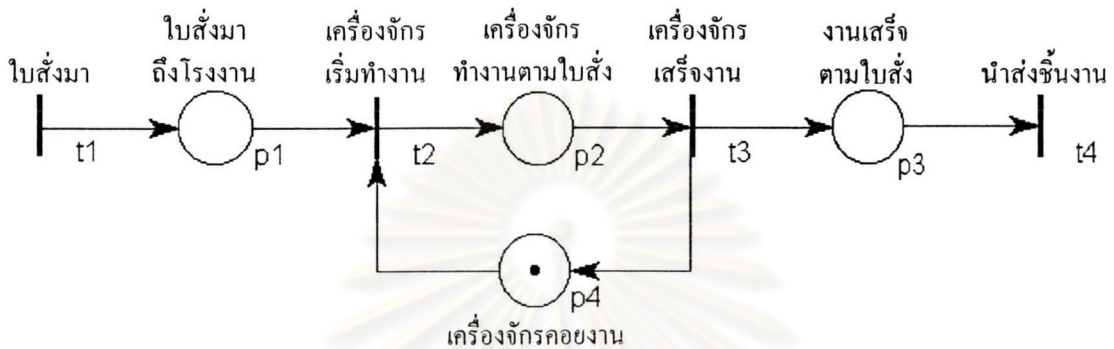 ใบสั่งมา
ใบสั่งมา
ถึงโรงงาน
เครื่องจักร
เริ่มทำงาน
เครื่องจักร
ทำงานตามใบสั่ง
เครื่องจักร
เสร็จงาน
งานเสร็จ
ตามใบสั่ง
นำส่งชิ้นงาน
t1
p1
t2
p2
t3
p3
t4
p4
เครื่องจักรคอยงาน